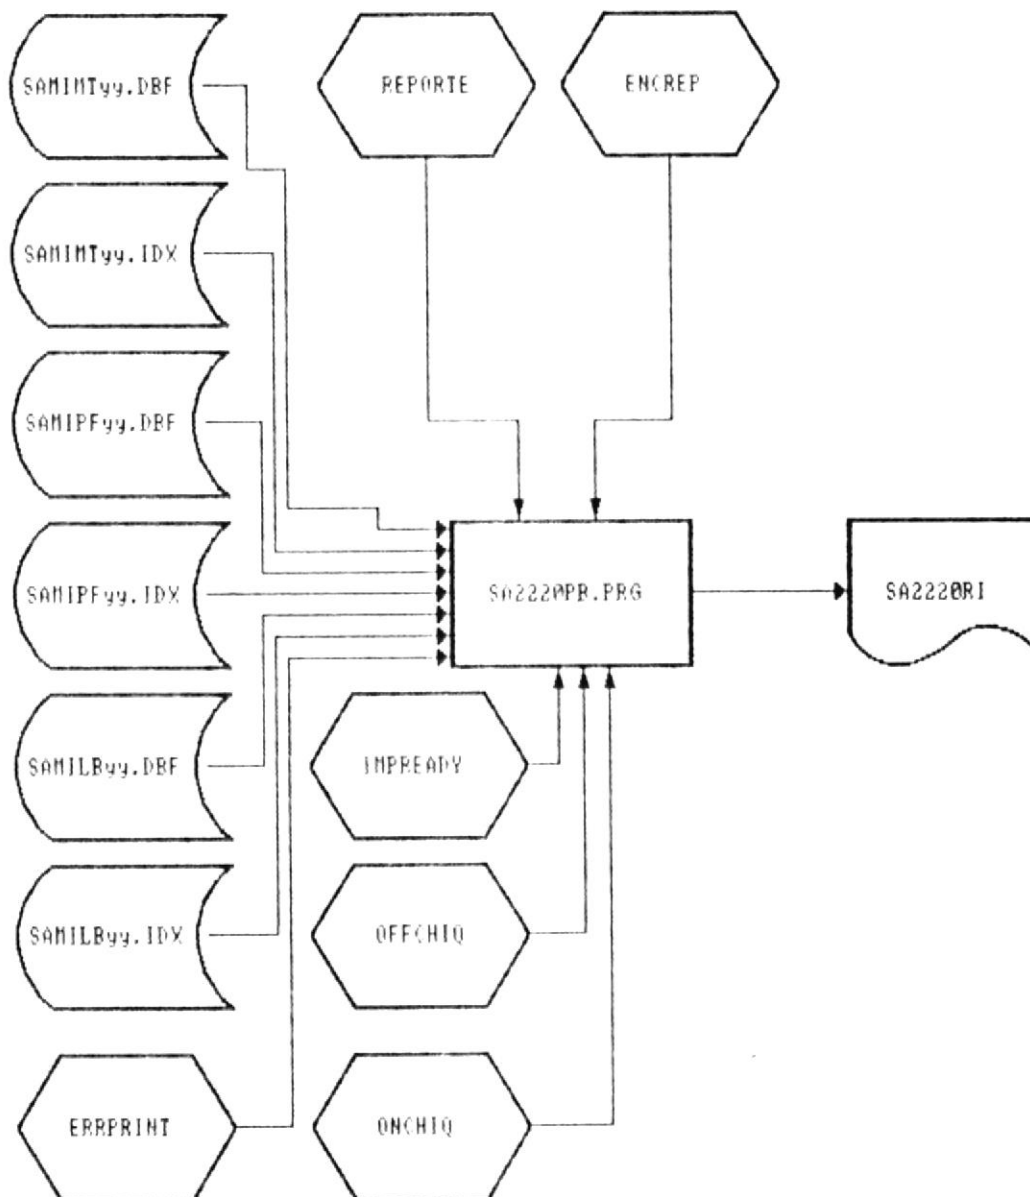 SAMIMTyy.DBF
REPORTE
ENCREP
SAMIMTyy.IDX
SAMIPFyy.DBF
SAMIPFyy.IDX
SA2220PB.PRG
SA2220RI
SAMILByy.DBF
IMPREADY
SAMILByy.IDX
OFFCHIQ
ERRPRINT
ONCHIQ